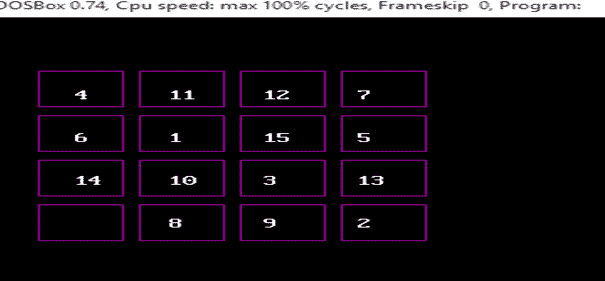 DOSBox 0.74, Cpu speed: max 100% cycles, Frameskip 0, Program:
4 11 12 7
6 1 15 5
14 10 3 13
8 9 2